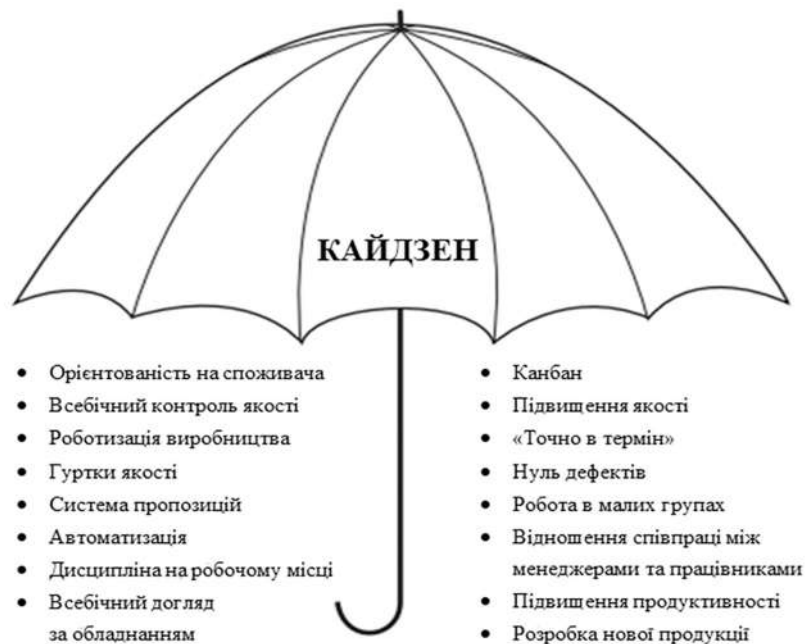 КАЙДЗЕН
• Орієнтованість на споживача
• Всебічний контроль якості
• Роботизація виробництва
• Гуртки якості
• Система пропозицій
• Автоматизація
• Дисципліна на робочому місці
• Всебічний догляд
за обладнанням
• Канбан
• Підвищення якості
• «Точно в термін»
• Нуль дефектів
• Робота в малих групах
• Відношення співпраці між
менеджерами та працівниками
• Підвищення продуктивності
• Розробка нової продукції